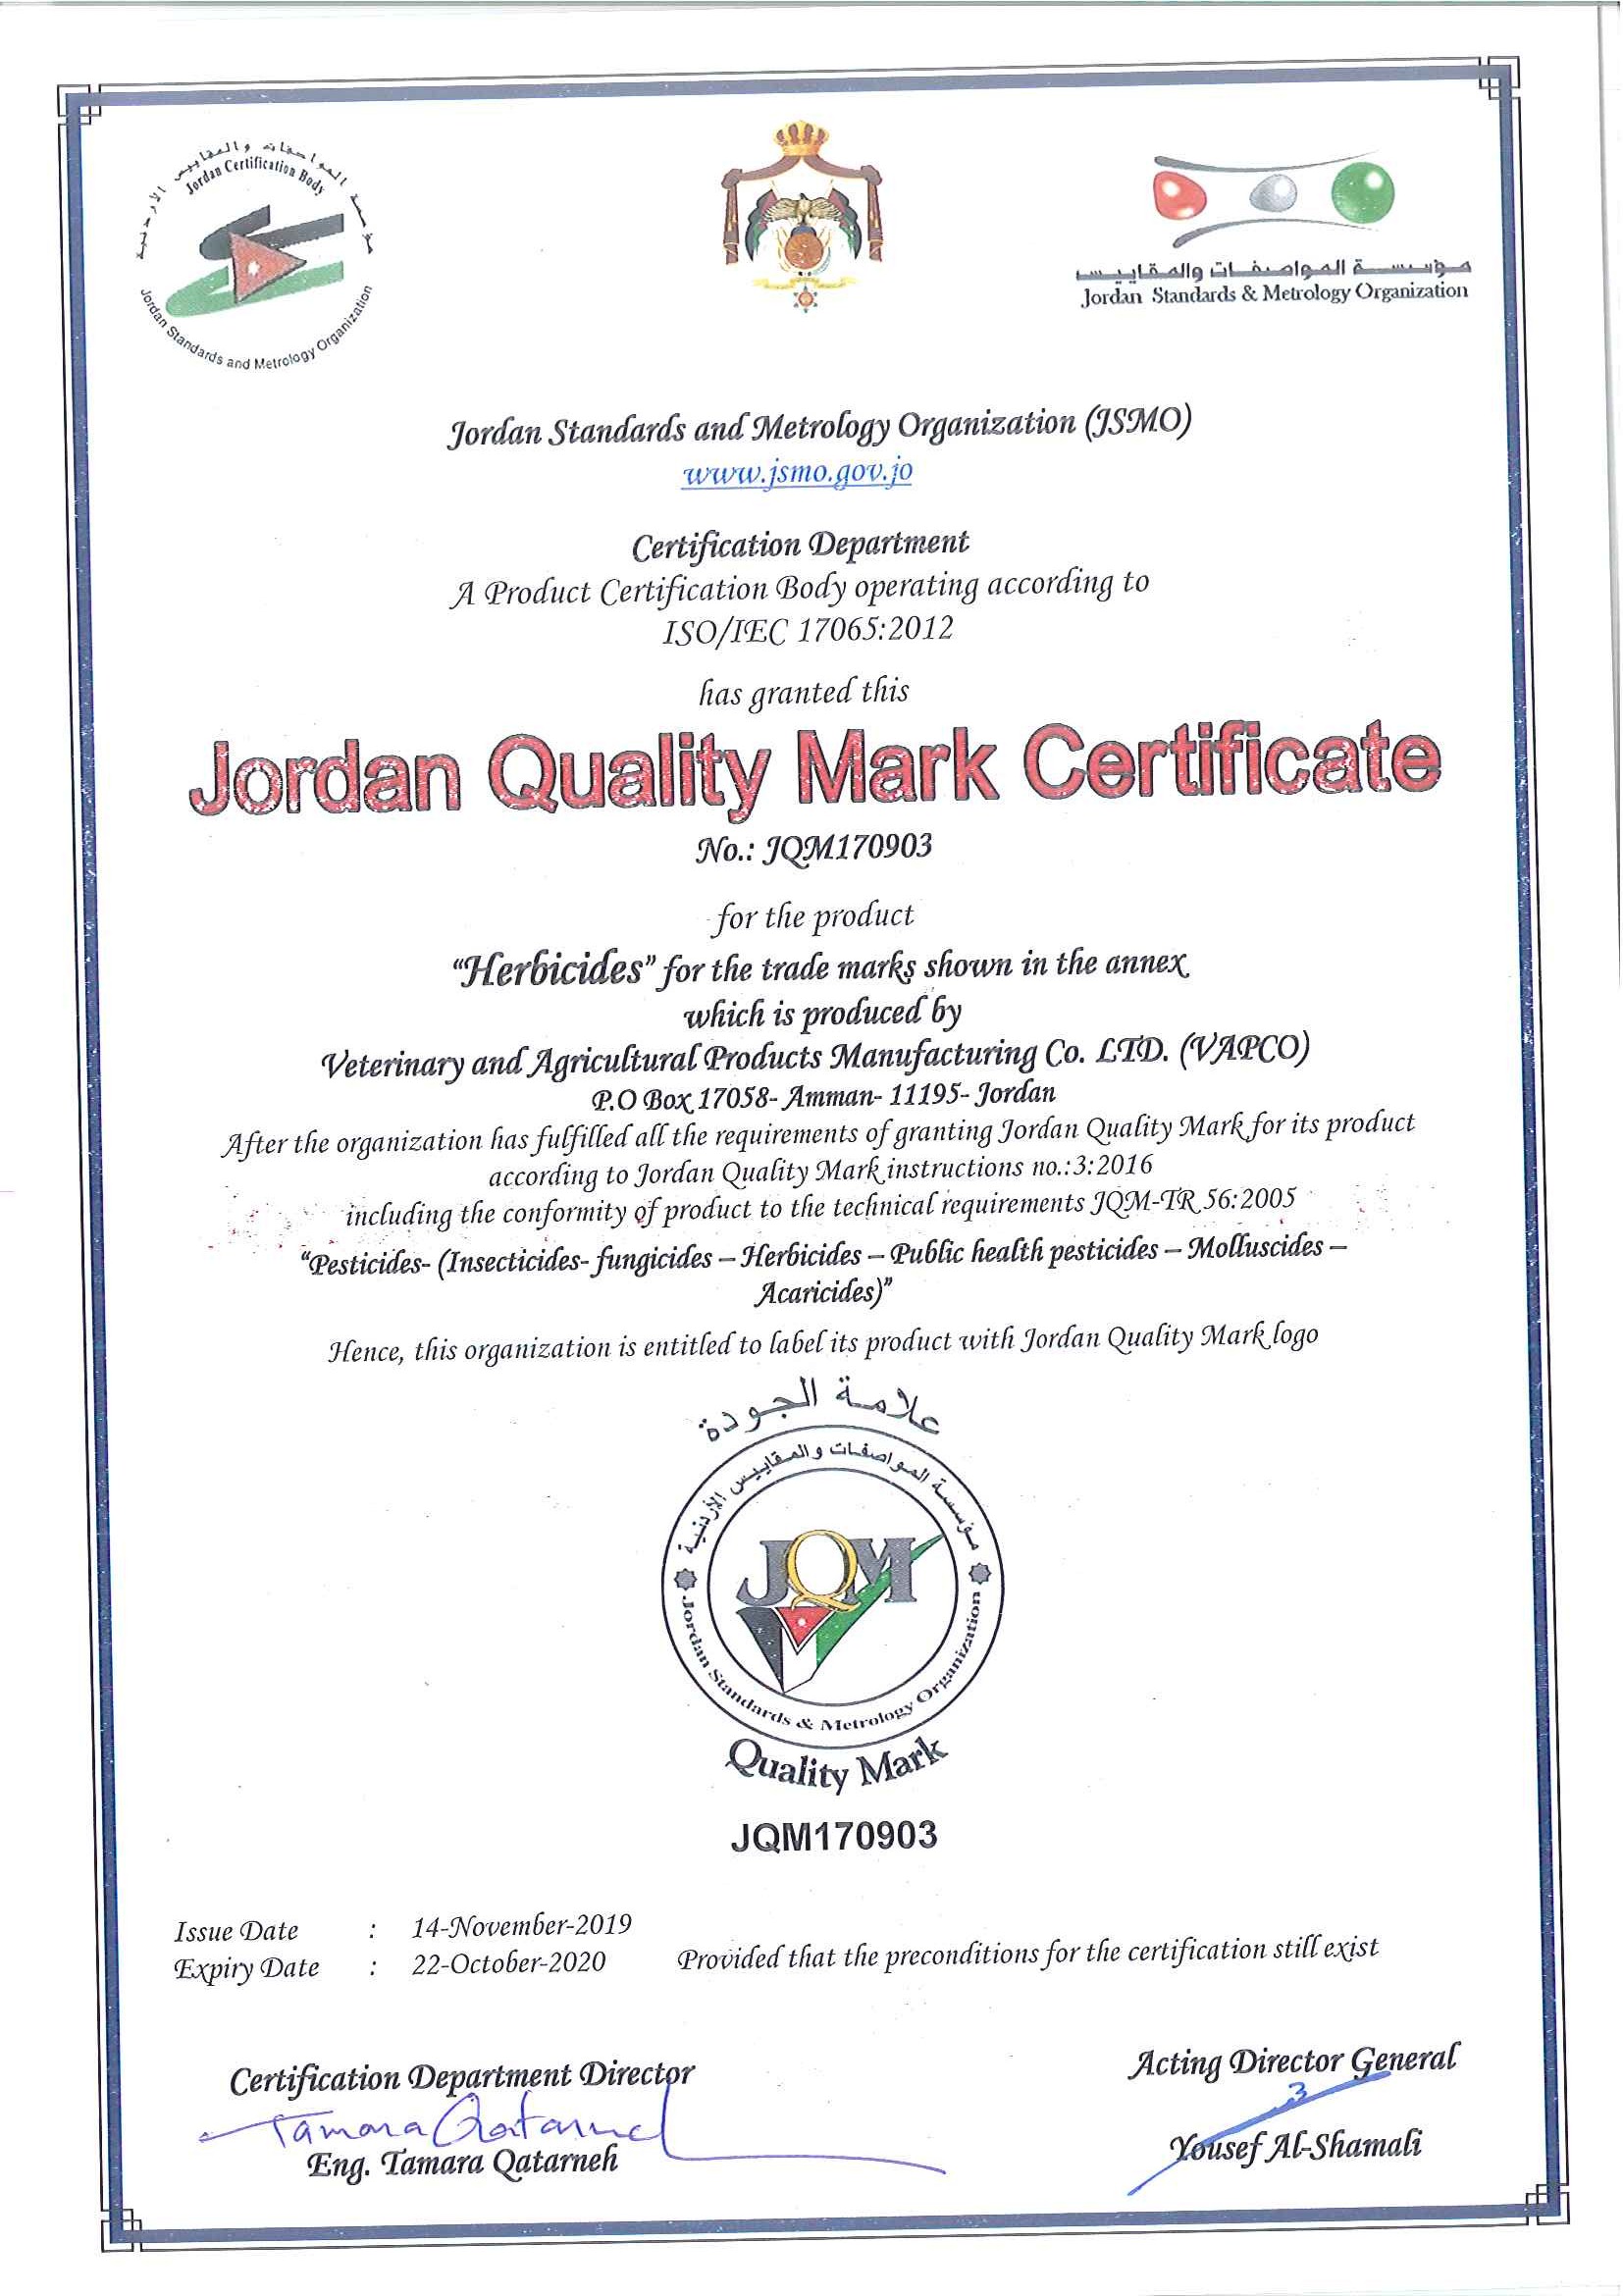 مؤسسة المواصفات والمقاييس الأردنية
Jordan Certification Body
Jordan Standards and Metrology Organization
مؤسسة المواصفات والمقاييس
Jordan Standards & Metrology Organization
Jordan Standards and Metrology Organization (JSMO)
www.jsmo.gov.jo
Certification Department
A Product Certification Body operating according to
ISO/IEC 17065:2012
has granted this
Jordan Quality Mark Certificate
No.: JQM170903
for the product
“Herbicides” for the trade marks shown in the annex
which is produced by
Veterinary and Agricultural Products Manufacturing Co. LTD. (VAPCO)
P.O Box 17058- Amman- 11195- Jordan
After the organization has fulfilled all the requirements of granting Jordan Quality Mark for its product
according to Jordan Quality Mark instructions no.:3:2016
including the conformity of product to the technical requirements JQM-TR 56:2005
“Pesticides- (Insecticides- fungicides – Herbicides – Public health pesticides – Molluscides –
Acaricides)”
Hence, this organization is entitled to label its product with Jordan Quality Mark logo
علامة الجودة
مؤسسة المواصفات والمقاييس الأردنية
JQM
Jordan Standards & Metrology Organization
Quality Mark
JQM170903
Issue Date : 14-November-2019
Expiry Date : 22-October-2020 Provided that the preconditions for the certification still exist
Certification Department Director
Acting Director General
Tamara Qatarneh
Eng. Tamara Qatarneh
Yousef Al-Shamali